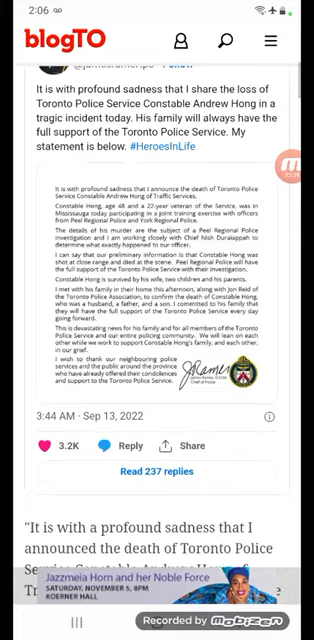 2:06
blogTO
It is with profound sadness that I share the loss of
Toronto Police Service Constable Andrew Hong in a
tragic incident today. His family will always have the
full support of the Toronto Police Service. My
statement is below. #HeroesInLife
It is with profound sadness that I announce the death of Toronto Police
Service Constable Andrew Hong of Traffic Services.
Constable Hong, age 48 and a 22-year veteran of the Service, was in
Mississauga today participating in a joint training exercise with officers
from Peel Regional Police and York Regional Police.
The details of his murder are the subject of a Peel Regional Police
investigation and I am working closely with Chief Nish Duraiappah to
determine what exactly happened to our officer.
I can say that our preliminary information is that Constable Hong was
shot at close range and died at the scene. Peel Regional Police will have
the full support of the Toronto Police Service with their investigation.
Constable Hong is survived by his wife, two children and his parents.
I met with his family in their home this afternoon, along with Jon Reid of
the Toronto Police Association, to confirm the death of Constable Hong,
who was a husband, a father, and a son. I committed to his family that
they will have the full support of the Toronto Police Service every day
going forward.
This is devastating news for his family and for all members of the Toronto
Police Service and our entire policing community. We will lean on each
other while we work to support Constable Hong's family, and each other,
in our grief.
I wish to thank our neighbouring police
services and the public around the province
who have already offered their condolences
and support to the Toronto Police Service.
JRamer
James Ramer, O.O.M.
Chief of Police
3:44 AM · Sep 13, 2022
3.2K
Reply
Share
Read 237 replies
"It is with a profound sadness that I
announced the death of Toronto Police
Jazzmeia Horn and her Noble Force
SATURDAY, NOVEMBER 5, 8PM
KOERNER HALL
Recorded by Mobizen